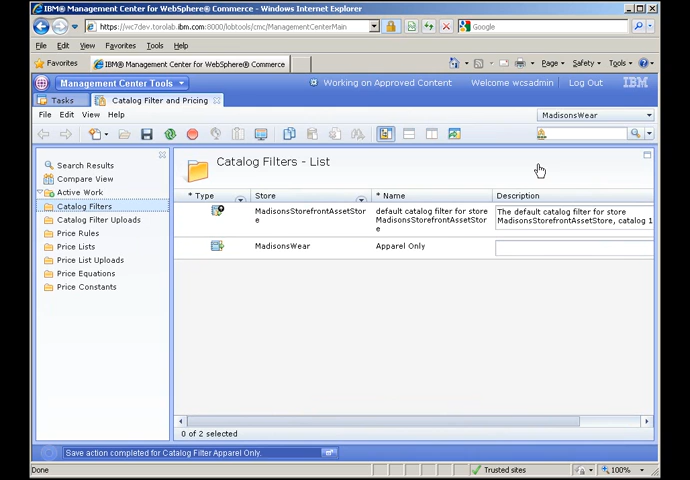 IBM® Management Center for WebSphere® Commerce - Windows Internet Explorer
https://wc7dev.torolab.ibm.com:8000/lobtools/cmc/ManagementCenterMain
Google
File Edit View Favorites Tools Help
Favorites IBM® Management Center for WebSphere® Commerce
Page Safety Tools
Management Center Tools Working on Approved Content Welcome wcsadmin Log Out IBM
Tasks Catalog Filter and Pricing
File Edit View Help MadisonsWear
Search Results
Compare View
Active Work
Catalog Filters
Catalog Filter Uploads
Price Rules
Price Lists
Price List Uploads
Price Equations
Price Constants
Catalog Filters - List
* Type Store * Name Description
MadisonsStorefrontAssetStor
e
default catalog filter for store
MadisonsStorefrontAssetStor
e
The default catalog filter for store
MadisonsStorefrontAssetStore, catalog 1
MadisonsWear Apparel Only
0 of 2 selected
Save action completed for Catalog Filter Apparel Only.
Done Trusted sites 100%